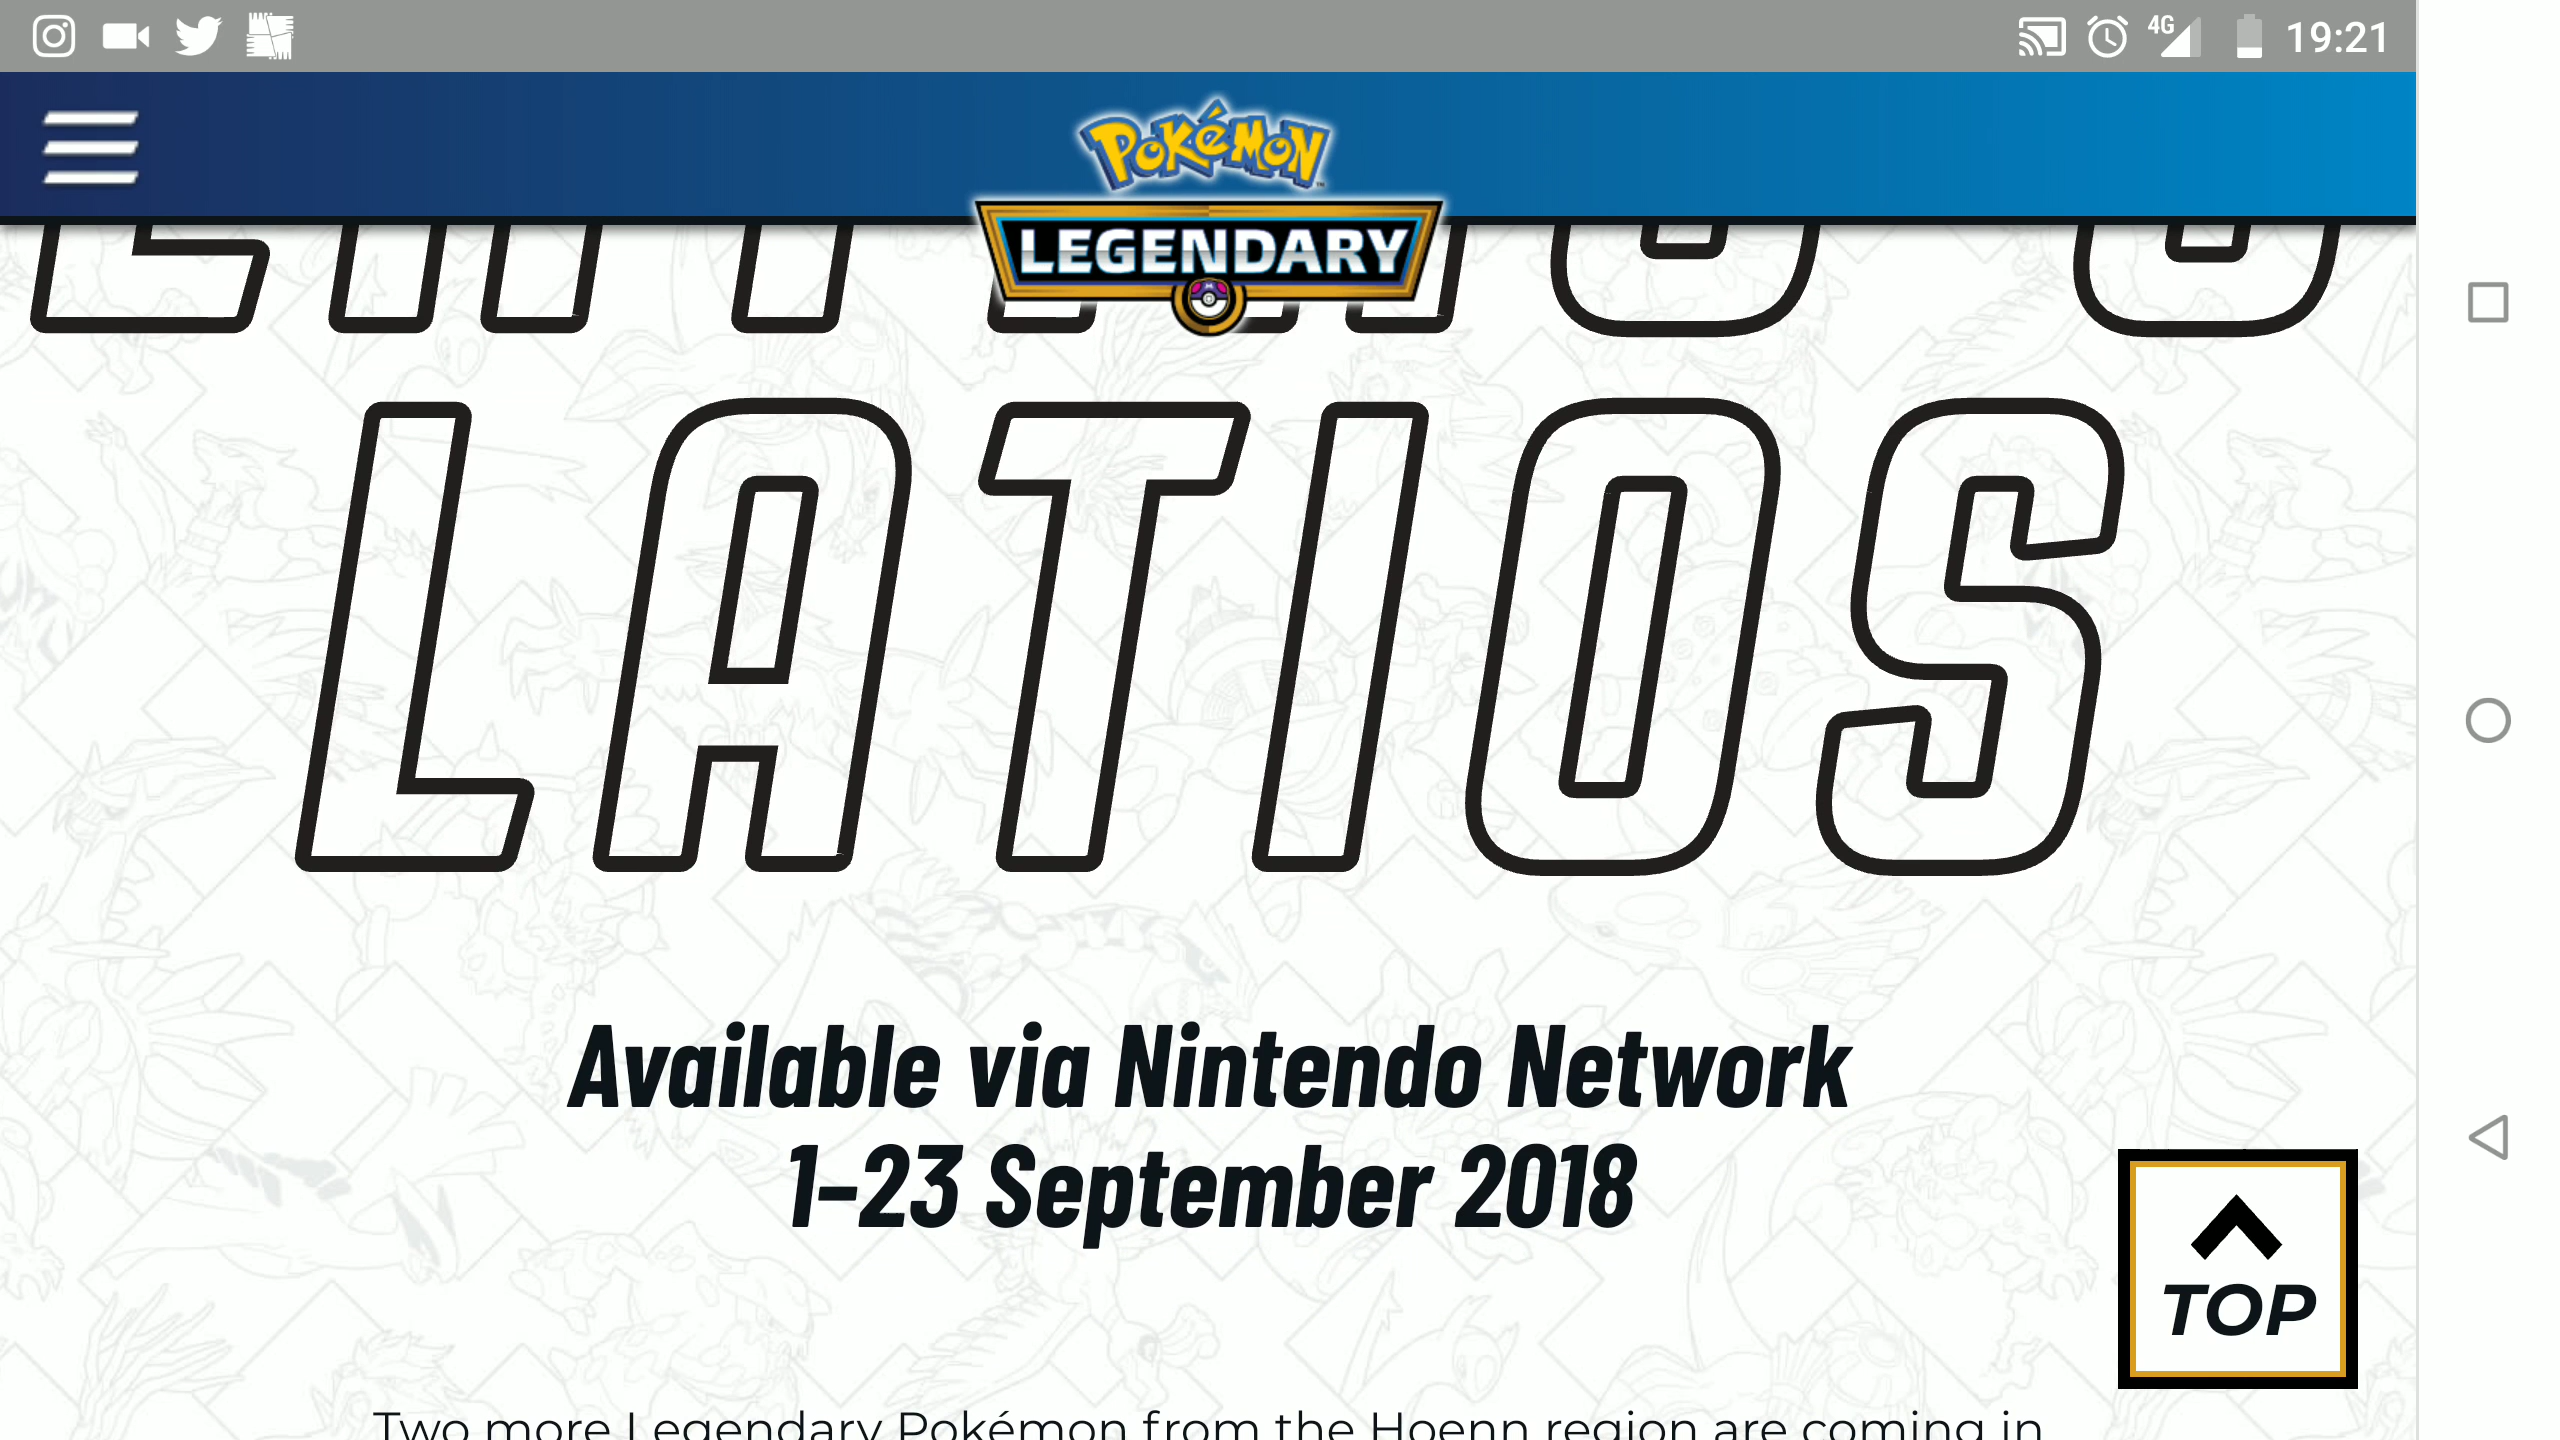 4G 19:21
POKÉMON
LEGENDARY
LATIOS
Available via Nintendo Network
1–23 September 2018
TOP
Two more Legendary Pokémon from the Hoenn region are coming in